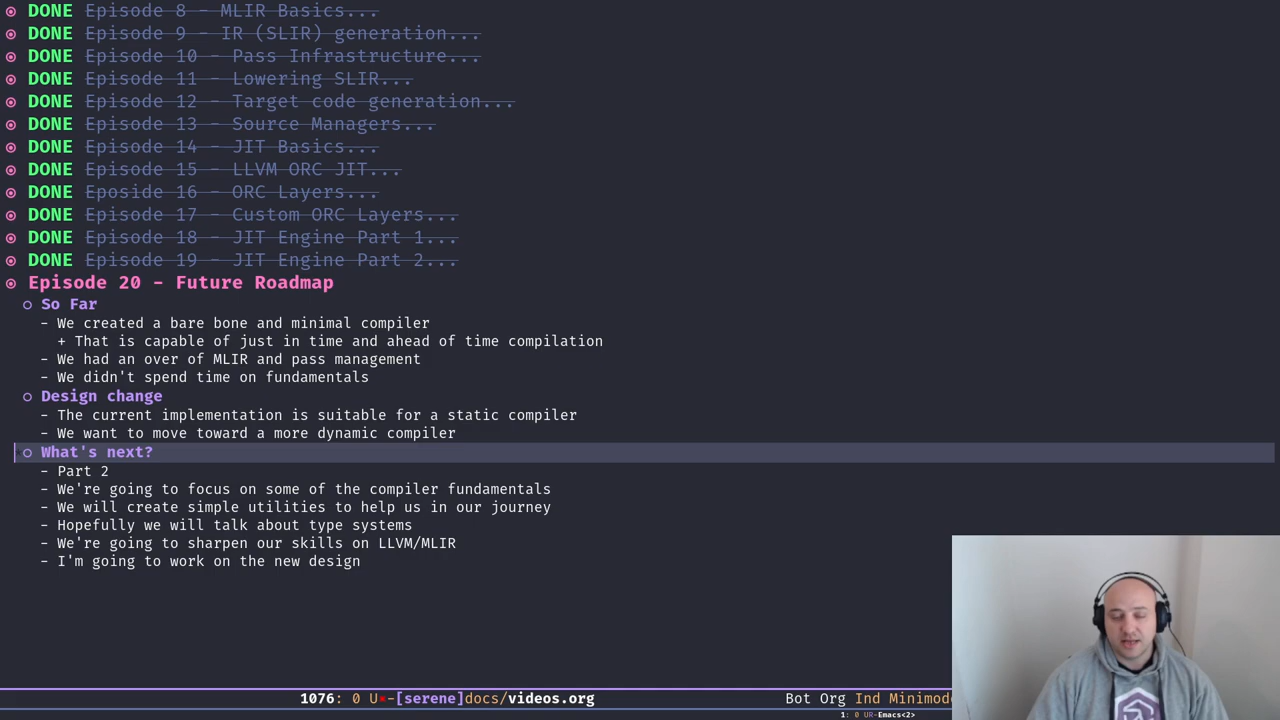 DONE Episode 8 - MLIR Basics...
DONE Episode 9 - IR (SLIR) generation...
DONE Episode 10 - Pass Infrastructure...
DONE Episode 11 - Lowering SLIR...
DONE Episode 12 - Target code generation...
DONE Episode 13 - Source Managers...
DONE Episode 14 - JIT Basics...
DONE Episode 15 - LLVM ORC JIT...
DONE Eposide 16 - ORC Layers...
DONE Episode 17 - Custom ORC Layers...
DONE Episode 18 - JIT Engine Part 1...
DONE Episode 19 - JIT Engine Part 2...
Episode 20 - Future Roadmap
So Far
- We created a bare bone and minimal compiler
+ That is capable of just in time and ahead of time compilation
- We had an over of MLIR and pass management
- We didn't spend time on fundamentals
Design change
- The current implementation is suitable for a static compiler
- We want to move toward a more dynamic compiler
What's next?
- Part 2
- We're going to focus on some of the compiler fundamentals
- We will create simple utilities to help us in our journey
- Hopefully we will talk about type systems
- We're going to sharpen our skills on LLVM/MLIR
- I'm going to work on the new design
1076: 0 U*-[serene]docs/videos.org Bot Org Ind Minimod
1: 0 UR-Emacs<2>